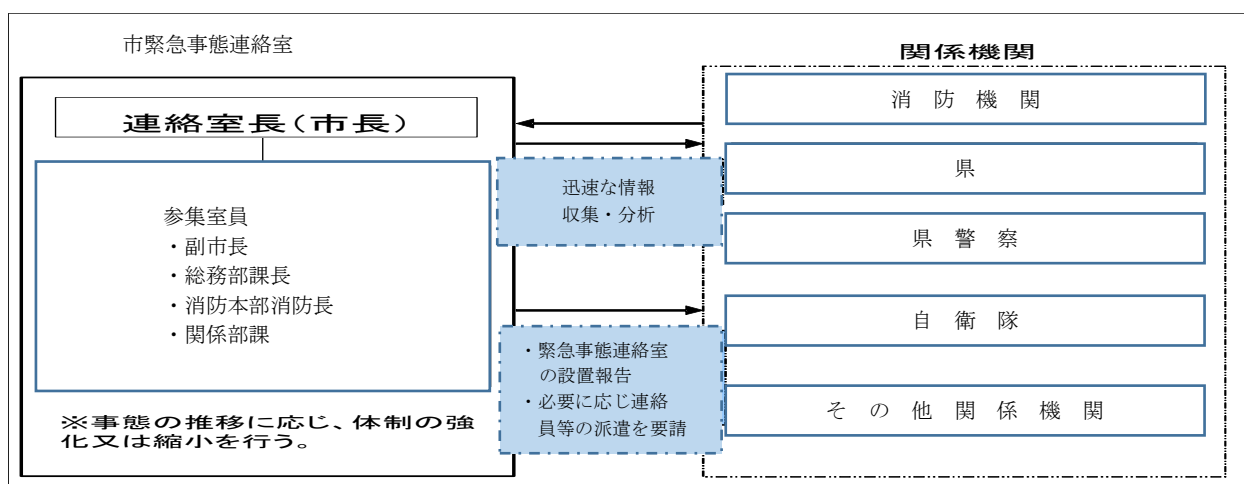 市緊急事態連絡室
連絡室長(市長)
参集室員
・副市長
・総務部課長
・消防本部消防長
・関係部課
※事態の推移に応じ、体制の強
化又は縮小を行う。
迅速な情報
収集・分析
・緊急事態連絡室
の設置報告
・必要に応じ連絡
員等の派遣を要請
関係機関
消 防 機 関
県
県 警 察
自 衛 隊
そ の 他 関 係 機 関